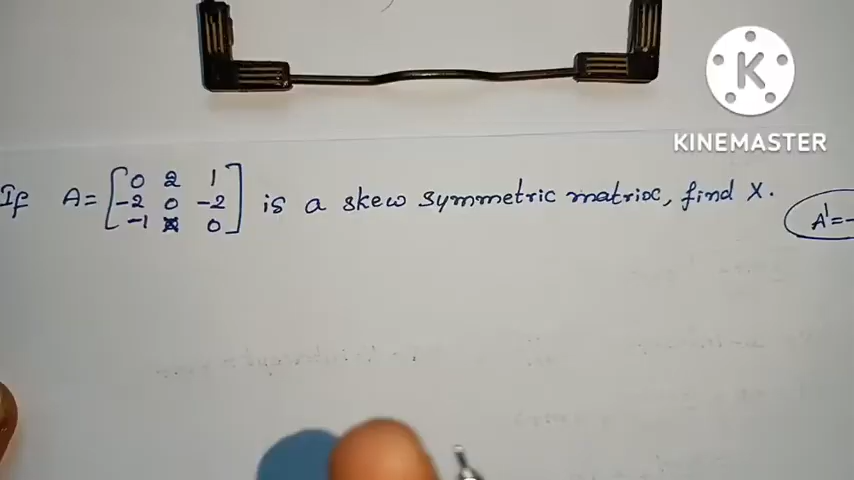 KINEMASTER
If A = [0 2 1
-2 0 -2
-1 x 0] is a skew symmetric matrix, find X.
A' = -